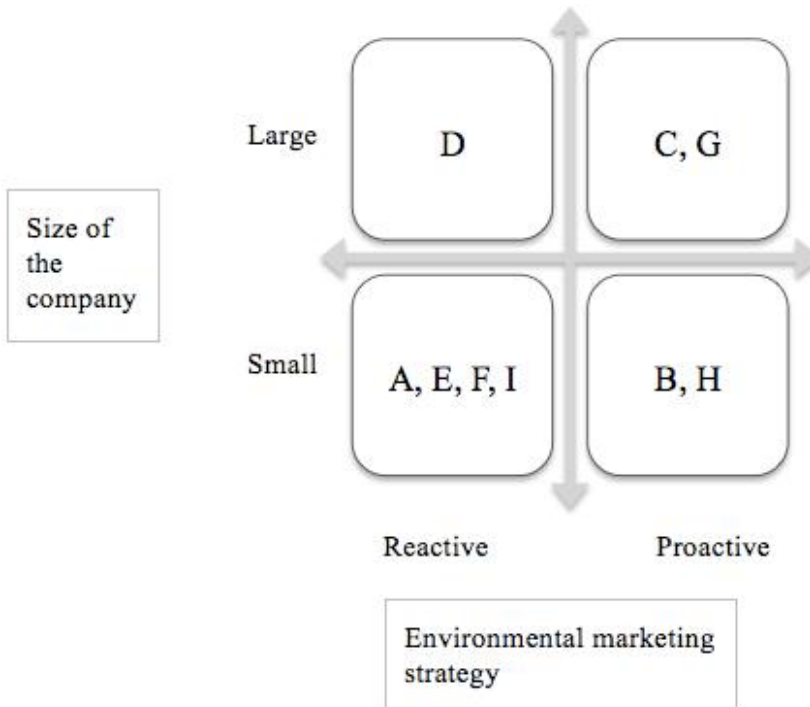 Large
D
C, G
Size of
the
company
Small
A, E, F, I
B, H
Reactive
Proactive
Environmental marketing
strategy